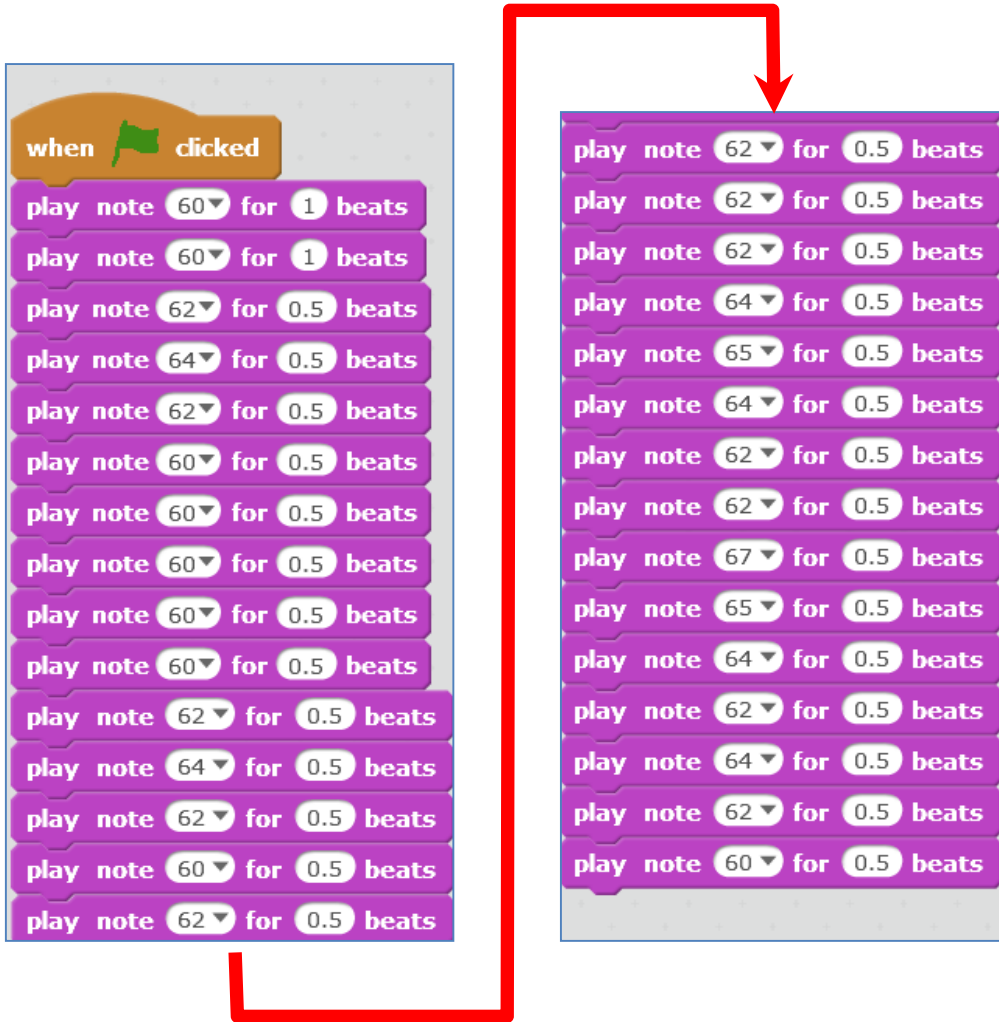 when clicked
play note 60 for 1 beats
play note 60 for 1 beats
play note 62 for 0.5 beats
play note 64 for 0.5 beats
play note 62 for 0.5 beats
play note 60 for 0.5 beats
play note 60 for 0.5 beats
play note 60 for 0.5 beats
play note 60 for 0.5 beats
play note 60 for 0.5 beats
play note 62 for 0.5 beats
play note 64 for 0.5 beats
play note 62 for 0.5 beats
play note 60 for 0.5 beats
play note 62 for 0.5 beats
play note 62 for 0.5 beats
play note 62 for 0.5 beats
play note 62 for 0.5 beats
play note 64 for 0.5 beats
play note 65 for 0.5 beats
play note 64 for 0.5 beats
play note 62 for 0.5 beats
play note 62 for 0.5 beats
play note 67 for 0.5 beats
play note 65 for 0.5 beats
play note 64 for 0.5 beats
play note 62 for 0.5 beats
play note 64 for 0.5 beats
play note 62 for 0.5 beats
play note 60 for 0.5 beats